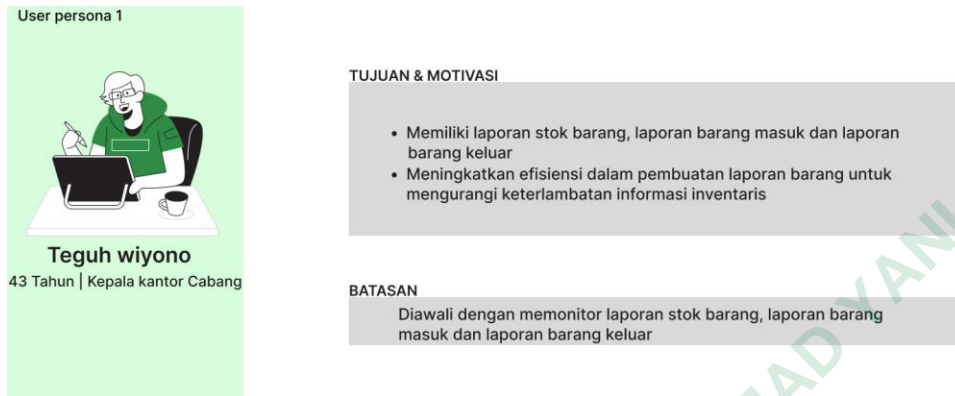 User persona 1
Teguh wiyono
43 Tahun | Kepala kantor Cabang
TUJUAN & MOTIVASI
• Memiliki laporan stok barang, laporan barang masuk dan laporan
barang keluar
• Meningkatkan efisiensi dalam pembuatan laporan barang untuk
mengurangi keterlambatan informasi inventaris
BATASAN
Diawali dengan memonitor laporan stok barang, laporan barang
masuk dan laporan barang keluar